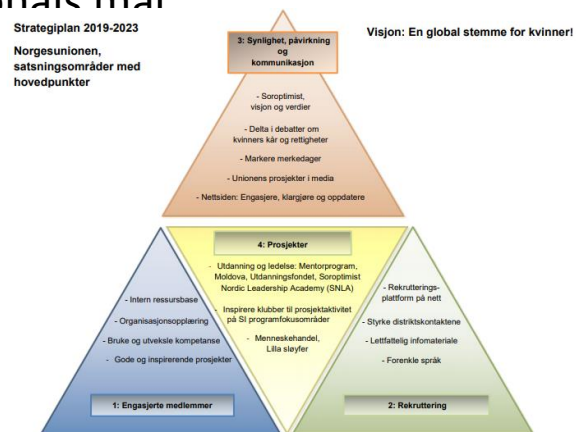 Strategiplan 2019-2023
Norgesunionen,
satsningsområder med
hovedpunkter
Visjon: En global stemme for kvinner!
3: Synlighet, påvirkning
og
kommunikasjon
- Soroptimist,
visjon og verdier
- Delta i debatter om
kvinners kår og rettigheter
- Markere merkedager
- Unionens prosjekter i media
- Nettsiden: Engasjere, klargjøre og oppdatere
4: Prosjekter
- Utdanning og ledelse: Mentorprogram,
Moldova, Utdanningsfondet, Soroptimist
Nordic Leadership Academy (SNLA)
- Inspirere klubber til prosjektaktivitet
på SI programfokusområder
- Menneskehandel,
Lilla sløyfer
- Intern ressursbase
- Organisasjonsopplæring
- Bruke og utveksle kompetanse
- Gode og inspirerende prosjekter
1: Engasjerte medlemmer
- Rekrutterings-
plattform på nett
- Styrke distriktskontaktene
- Lettfattelig infomateriale
- Forenkle språk
2: Rekruttering